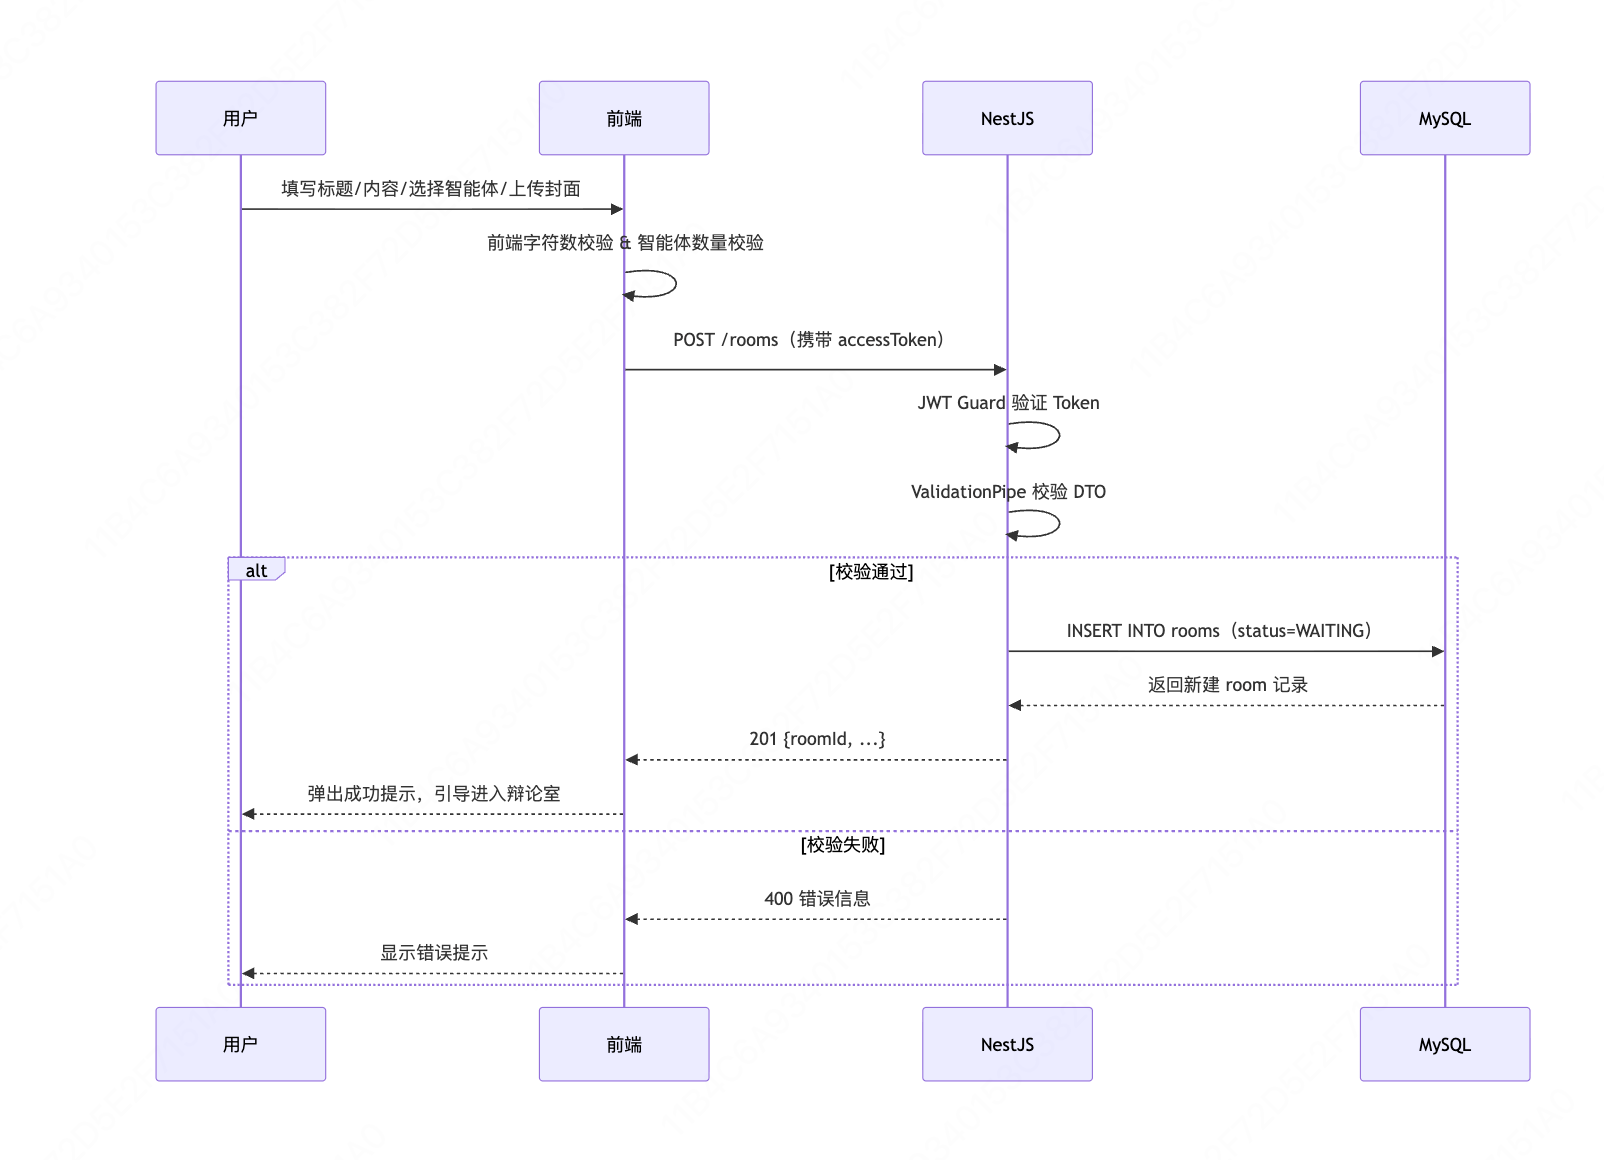 用户
前端
NestJS
MySQL
填写标题/内容/选择智能体/上传封面
前端字符数校验 & 智能体数量校验
POST /rooms（携带 accessToken）
JWT Guard 验证 Token
ValidationPipe 校验 DTO
alt
[校验通过]
INSERT INTO rooms（status=WAITING）
返回新建 room 记录
201 {roomId, ...}
弹出成功提示，引导进入辩论室
[校验失败]
400 错误信息
显示错误提示
用户
前端
NestJS
MySQL